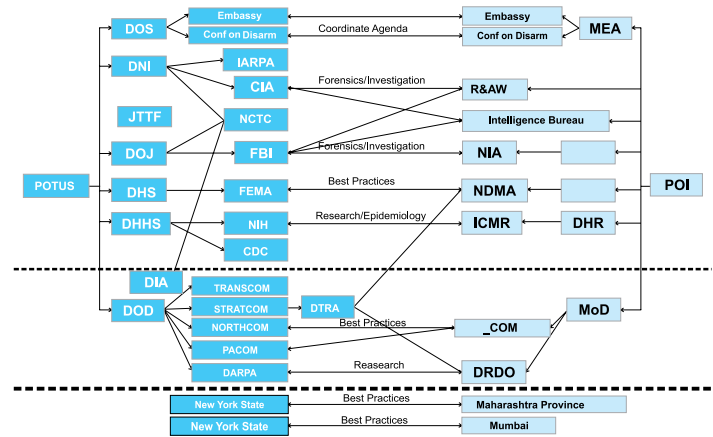 Embassy
Embassy
DOS
Coordinate Agenda
MEA
Conf on Disarm
Conf on Disarm
IARPA
DNI
Forensics/Investigation
CIA
R&AW
JTTF
NCTC
Intelligence Bureau
DOJ
FBI
Forensics/Investigation
NIA
POTUS
DHS
FEMA
Best Practices
NDMA
POI
DHHS
NIH
Research/Epidemiology
ICMR
DHR
CDC
DIA
TRANSCOM
DOD
STRATCOM
DTRA
MoD
NORTHCOM
Best Practices
_COM
PACOM
DARPA
Reasearch
DRDO
New York State
Best Practices
Maharashtra Province
New York State
Best Practices
Mumbai